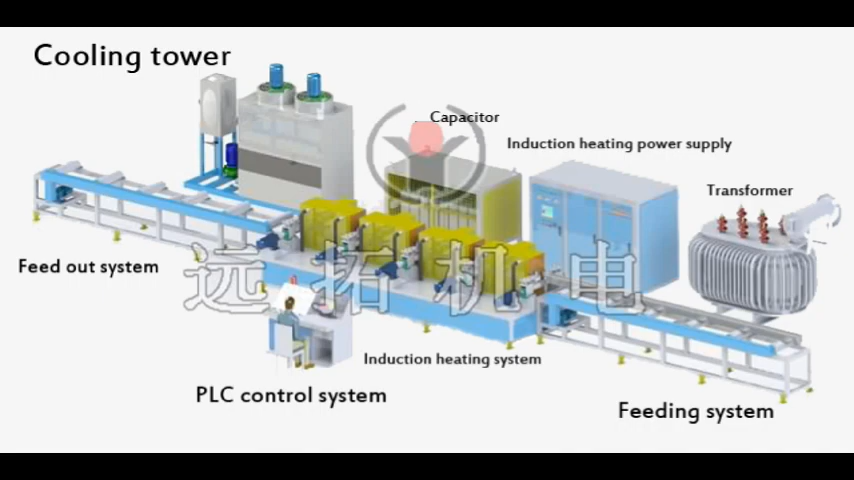 Cooling tower
Capacitor
Induction heating power supply
Transformer
Feed out system
远拓机电
Induction heating system
PLC control system
Feeding system